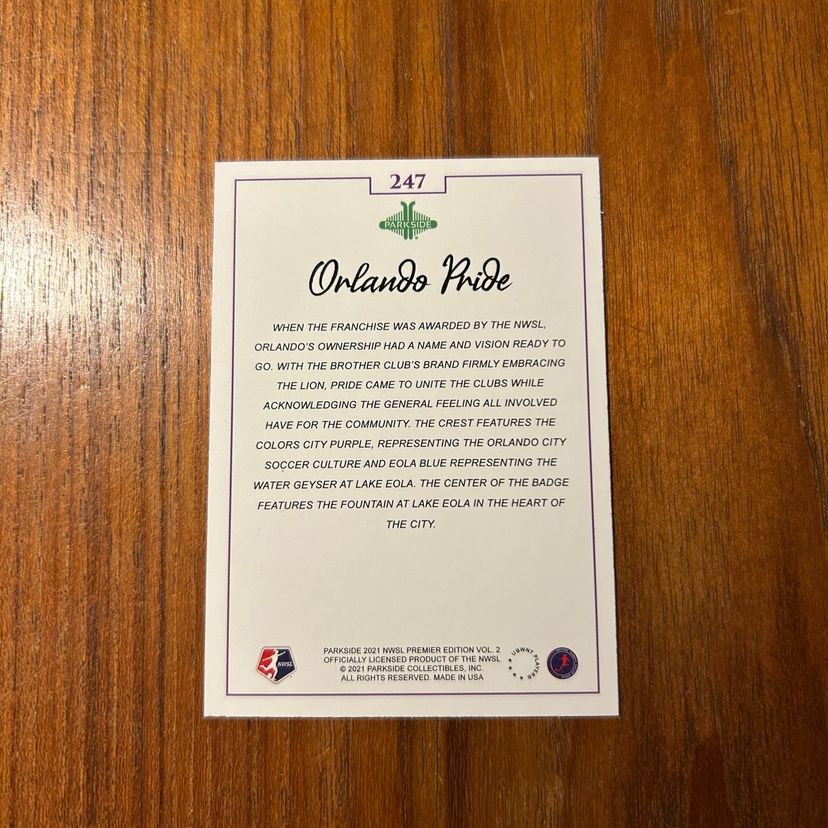 247
PARKSIDE
Orlando Pride
WHEN THE FRANCHISE WAS AWARDED BY THE NWSL,
ORLANDO'S OWNERSHIP HAD A NAME AND VISION READY TO
GO. WITH THE BROTHER CLUB'S BRAND FIRMLY EMBRACING
THE LION, PRIDE CAME TO UNITE THE CLUBS WHILE
ACKNOWLEDGING THE GENERAL FEELING ALL INVOLVED
HAVE FOR THE COMMUNITY. THE CREST FEATURES THE
COLORS CITY PURPLE, REPRESENTING THE ORLANDO CITY
SOCCER CULTURE AND EOLA BLUE REPRESENTING THE
WATER GEYSER AT LAKE EOLA. THE CENTER OF THE BADGE
FEATURES THE FOUNTAIN AT LAKE EOLA IN THE HEART OF
THE CITY.
NWSL
PARKSIDE 2021 NWSL PREMIER EDITION VOL. 2
OFFICIALLY LICENSED PRODUCT OF THE NWSL
© 2021 PARKSIDE COLLECTIBLES, INC.
ALL RIGHTS RESERVED. MADE IN USA
USWNT PLAYERS